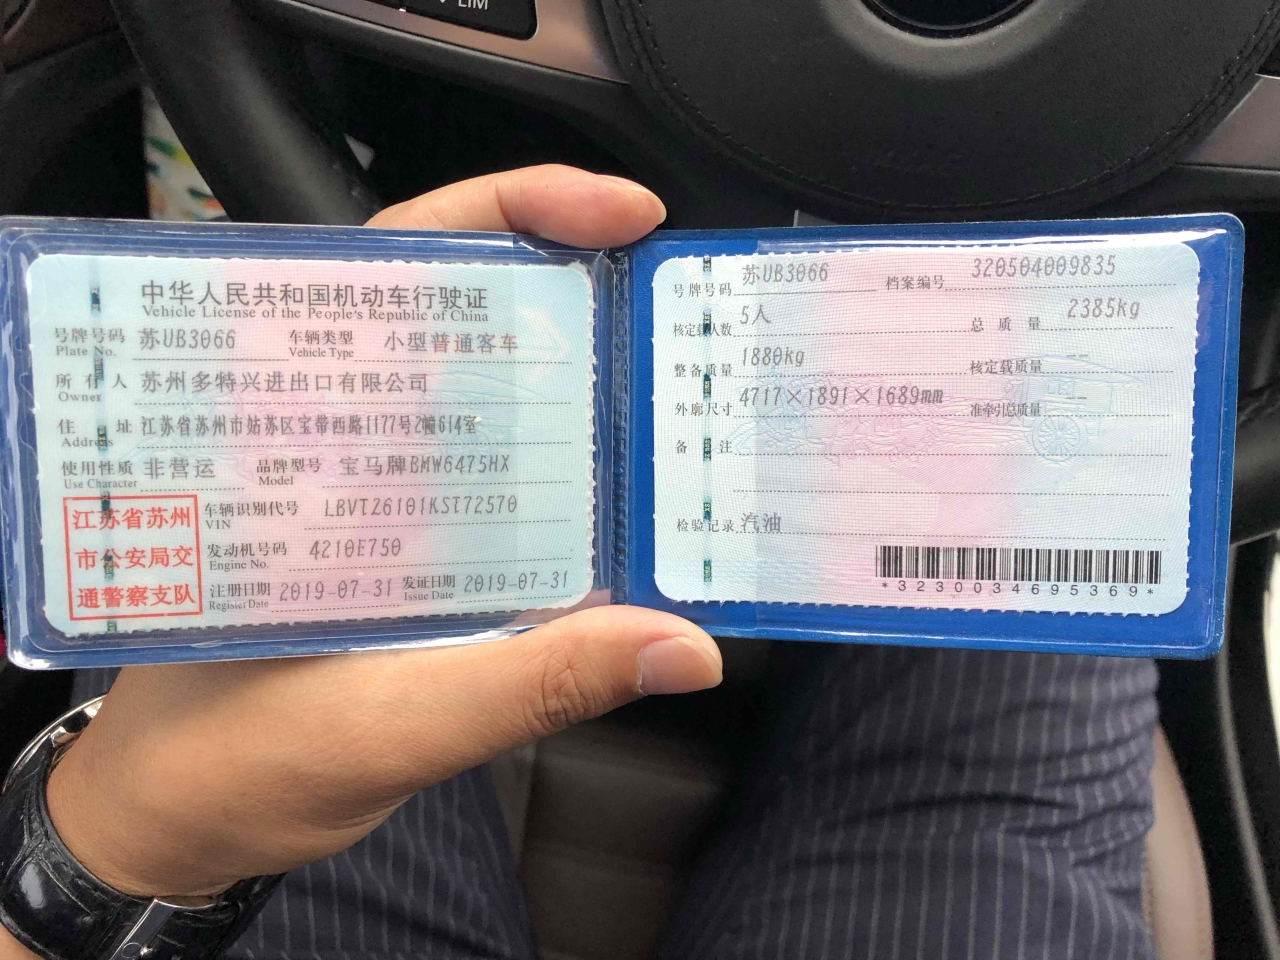 LIM
中华人民共和国机动车行驶证
Vehicle License of the People's Republic of China
号牌号码 苏UB3066 车辆类型 小型普通客车
Plate No. Vehicle Type
所有人 苏州多特兴进出口有限公司
Owner
住址 江苏省苏州市姑苏区宝带西路1177号2幢614室
Address
使用性质 非营运 品牌型号 宝马牌BMW6475HX
Use Character Model
江苏省苏州
市公安局交
通警察支队
车辆识别代号 LBVTZ6101KST72570
VIN
发动机号码 4210E750
Engine No.
注册日期 2019-07-31 发证日期 2019-07-31
Register Date Issue Date
号牌号码 苏UB3066 档案编号 320504009835
核定载人数 5人 总质量 2385kg
整备质量 1880kg 核定载质量 --
外廓尺寸 4717×1891×1689mm 准牵引总质量 --
备注
检验记录 汽油
*3230034695369*